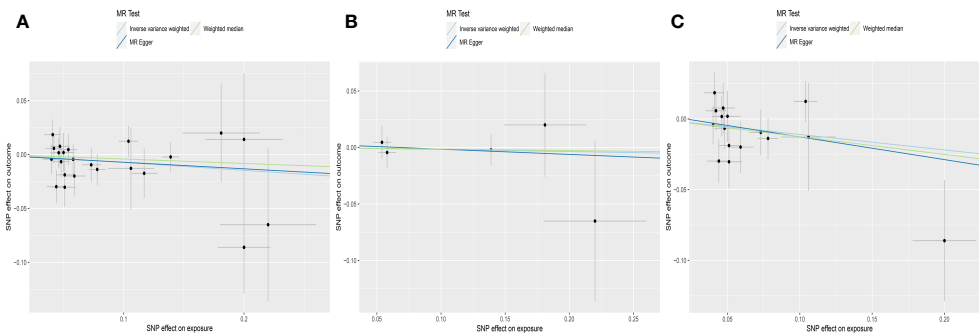 A
MR Test
Inverse variance weighted
Weighted median
MR Egger
SNP effect on outcome
0.05
0.00
−0.05
−0.10
0.1
0.2
SNP effect on exposure
B
MR Test
Inverse variance weighted
Weighted median
MR Egger
SNP effect on outcome
0.05
0.00
−0.05
−0.10
0.05
0.10
0.15
0.20
0.25
SNP effect on exposure
C
MR Test
Inverse variance weighted
Weighted median
MR Egger
SNP effect on outcome
0.00
−0.05
−0.10
0.05
0.10
0.15
0.20
SNP effect on exposure